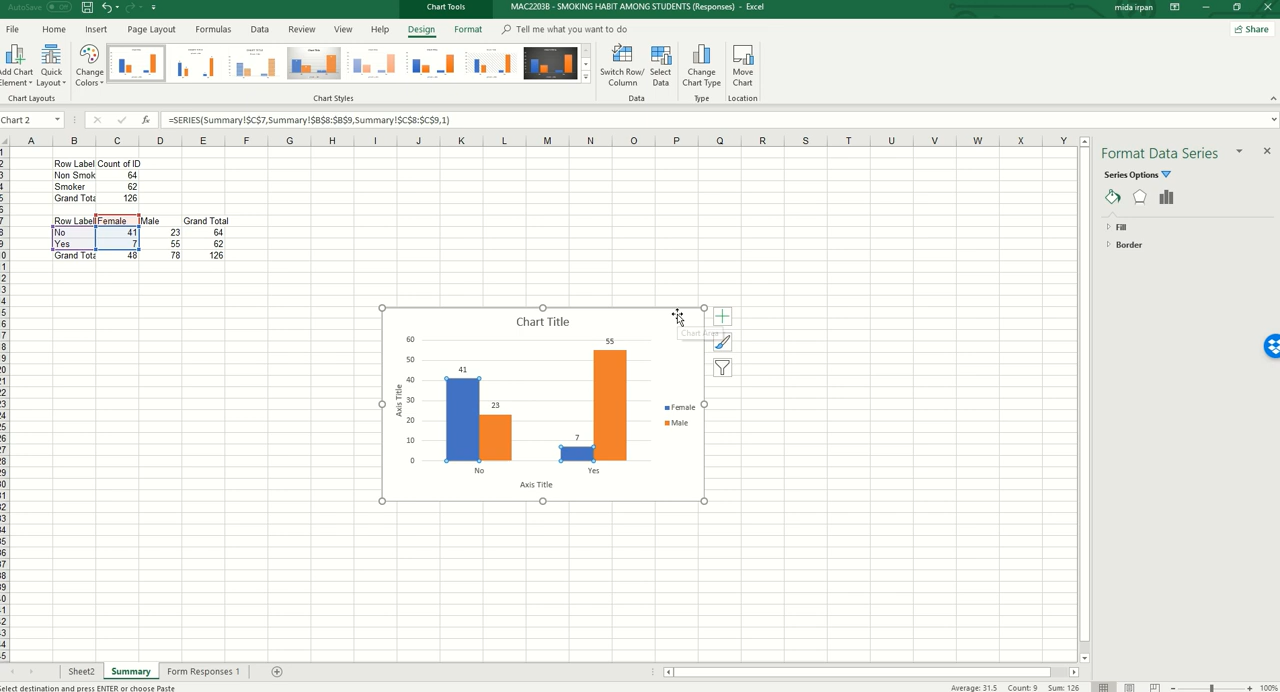 AutoSave Off Chart Tools MAC2203B - SMOKING HABIT AMONG STUDENTS (Responses) - Excel mida irpan
File Home Insert Page Layout Formulas Data Review View Help Design Format Tell me what you want to do Share
Add Chart Element Quick Layout Change Colors Switch Row/ Column Select Data Change Chart Type Move Chart
Chart Layouts Chart Styles Data Type Location
Chart 2 fx =SERIES(Summary!$C$7,Summary!$B$8:$B$9,Summary!$C$8:$C$9,1)
A B C D E F G H I J K L M N O P Q R S T U V W X Y
Row Label Count of ID
Non Smok 64
Smoker 62
Grand Tota 126
Row Label Female Male Grand Total
No 41 23 64
Yes 7 55 62
Grand Tota 48 78 126
Chart Title
Chart Area
60
50
40
30
20
10
0
Axis Title
41
23
7
55
No Yes
Axis Title
Female
Male
Format Data Series
Series Options
Fill
Border
Sheet2 Summary Form Responses 1
Select destination and press ENTER or choose Paste Average: 31.5 Count: 9 Sum: 126 100%